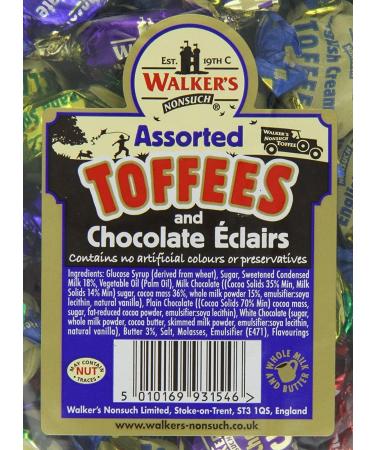 EST. 19TH C
WALKER'S
NONSUCH®
Assorted
WALKER'S
NONSUCH
TOFFEE
TOFFEES
and
Chocolate Éclairs
Contains no artificial colours or preservatives
Ingredients: Glucose Syrup (derived from wheat), Sugar, Sweetened Condensed
Milk 18%, Vegetable Oil (Palm Oil), Milk Chocolate ((Cocoa Solids 35% Min, Milk
Solids 14% Min) sugar, cocoa mass 36%, whole milk powder 15%, emulsifier:soya
lecithin, natural vanilla), Plain Chocolate ((Cocoa Solids 70% Min) cocoa mass,
sugar, fat-reduced cocoa powder, emulsifier:soya lecithin), White Chocolate (sugar,
whole milk powder, cocoa butter, skimmed milk powder, emulsifier:soya lecithin,
natural vanilla), Butter 3%, Salt, Molasses, Emulsifier (E471), Flavourings
MAY CONTAIN
NUT
TRACES
5 010169 931546 >
WHOLE MILK
AND BUTTER
Walker's Nonsuch Limited, Stoke-on-Trent, ST3 1QS, England
www.walkers-nonsuch.co.uk
English Cream
TOFFEE